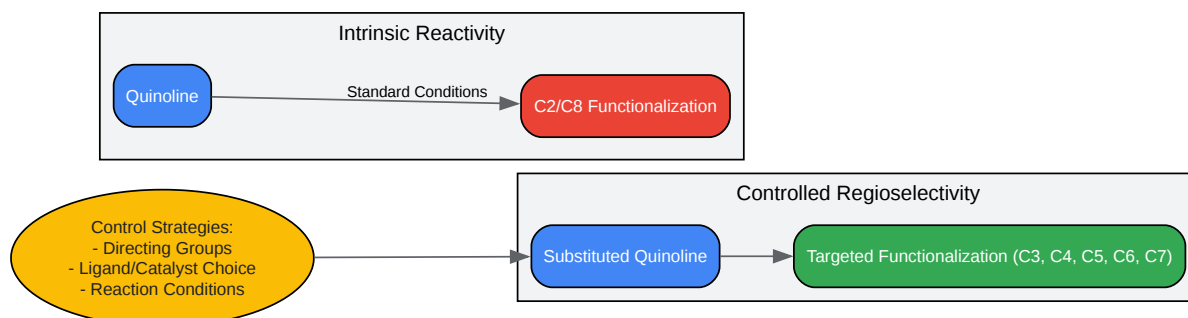 Intrinsic Reactivity
Quinoline
Standard Conditions
C2/C8 Functionalization
Controlled Regioselectivity
Control Strategies:
- Directing Groups
- Ligand/Catalyst Choice
- Reaction Conditions
Substituted Quinoline
Targeted Functionalization (C3, C4, C5, C6, C7)